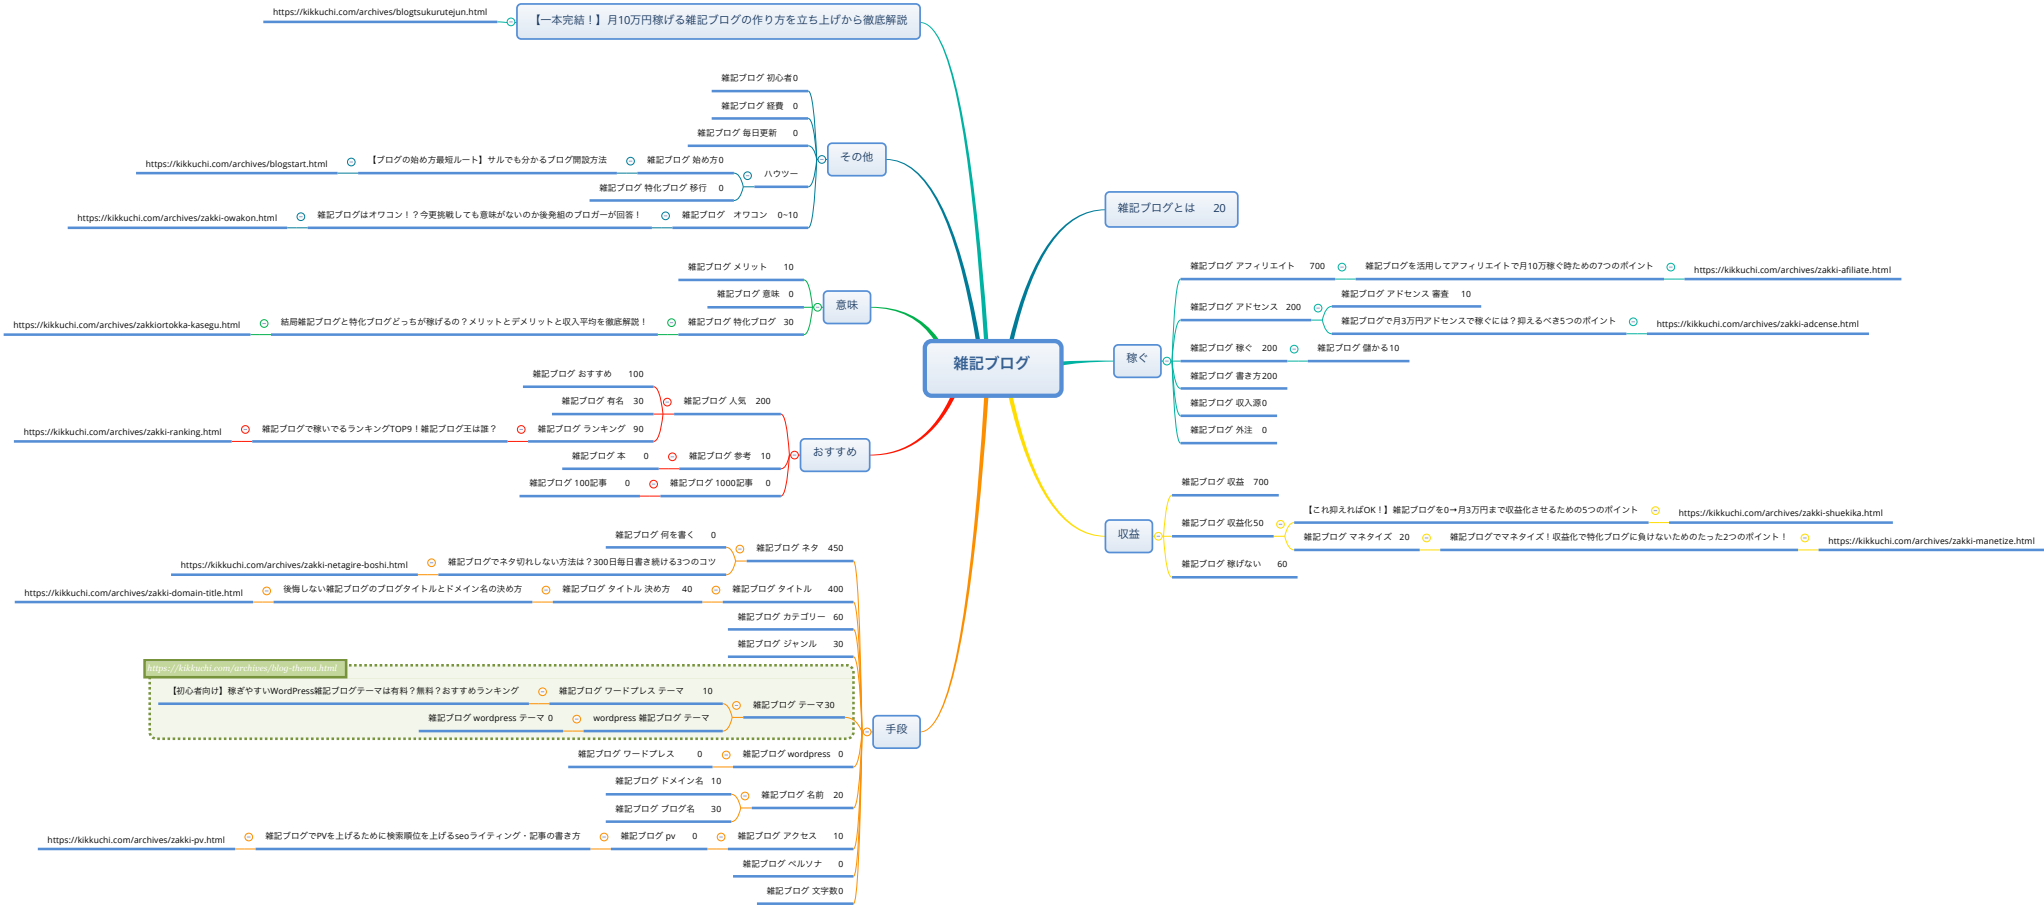 雑記ブログ
【一本完結！】月10万円稼げる雑記ブログの作り方を立ち上げから徹底解説
https://kikkuchi.com/archives/blogtsukurutejun.html
その他
雑記ブログ 初心者0
雑記ブログ 経費 0
雑記ブログ 毎日更新 0
ハウツー
雑記ブログ 始め方0
【ブログの始め方最短ルート】サルでも分かるブログ開設方法
https://kikkuchi.com/archives/blogstart.html
雑記ブログ 特化ブログ 移行 0
雑記ブログ オワコン 0~10
雑記ブログはオワコン！？今更挑戦しても意味がないのか後発組のブロガーが回答！
https://kikkuchi.com/archives/zakki-owakon.html
意味
雑記ブログ メリット 10
雑記ブログ 意味 0
雑記ブログ 特化ブログ 30
結局雑記ブログと特化ブログどっちが稼げるの？メリットとデメリットと収入平均を徹底解説！
https://kikkuchi.com/archives/zakkiortokka-kasegu.html
おすすめ
雑記ブログ 人気 200
雑記ブログ おすすめ 100
雑記ブログ 有名 30
雑記ブログ ランキング 90
雑記ブログで稼いでるランキングTOP9！雑記ブログ王は誰？
https://kikkuchi.com/archives/zakki-ranking.html
雑記ブログ 参考 10
雑記ブログ 本 0
雑記ブログ 1000記事 0
雑記ブログ 100記事 0
手段
雑記ブログ ネタ 450
雑記ブログ 何を書く 0
雑記ブログでネタ切れしない方法は？300日毎日書き続ける3つのコツ
https://kikkuchi.com/archives/zakki-netagire-boshi.html
雑記ブログ タイトル 400
雑記ブログ タイトル 決め方 40
後悔しない雑記ブログのブログタイトルとドメイン名の決め方
https://kikkuchi.com/archives/zakki-domain-title.html
雑記ブログ カテゴリー 60
雑記ブログ ジャンル 30
https://kikkuchi.com/archives/blog-thema.html
雑記ブログ テーマ30
雑記ブログ ワードプレス テーマ 10
【初心者向け】稼ぎやすいWordPress雑記ブログテーマは有料？無料？おすすめランキング
wordpress 雑記ブログ テーマ
雑記ブログ wordpress テーマ 0
雑記ブログ wordpress 0
雑記ブログ ワードプレス 0
雑記ブログ 名前 20
雑記ブログ ドメイン名 10
雑記ブログ ブログ名 30
雑記ブログ アクセス 10
雑記ブログ pv 0
雑記ブログでPVを上げるために検索順位を上げるseoライティング・記事の書き方
https://kikkuchi.com/archives/zakki-pv.html
雑記ブログ ペルソナ 0
雑記ブログ 文字数0
雑記ブログとは 20
稼ぐ
雑記ブログ アフィリエイト 700
雑記ブログを活用してアフィリエイトで月10万稼ぐ時ための7つのポイント
https://kikkuchi.com/archives/zakki-afiliate.html
雑記ブログ アドセンス 200
雑記ブログ アドセンス 審査 10
雑記ブログで月3万円アドセンスで稼ぐには？抑えるべき5つのポイント
https://kikkuchi.com/archives/zakki-adcense.html
雑記ブログ 稼ぐ 200
雑記ブログ 儲かる10
雑記ブログ 書き方200
雑記ブログ 収入源0
雑記ブログ 外注 0
収益
雑記ブログ 収益 700
雑記ブログ 収益化50
【これ抑えればOK！】雑記ブログを0→月3万円まで収益化させるための5つのポイント
https://kikkuchi.com/archives/zakki-shuekika.html
雑記ブログ マネタイズ 20
雑記ブログでマネタイズ！収益化で特化ブログに負けないためのたった2つのポイント！
https://kikkuchi.com/archives/zakki-manetize.html
雑記ブログ 稼げない 60